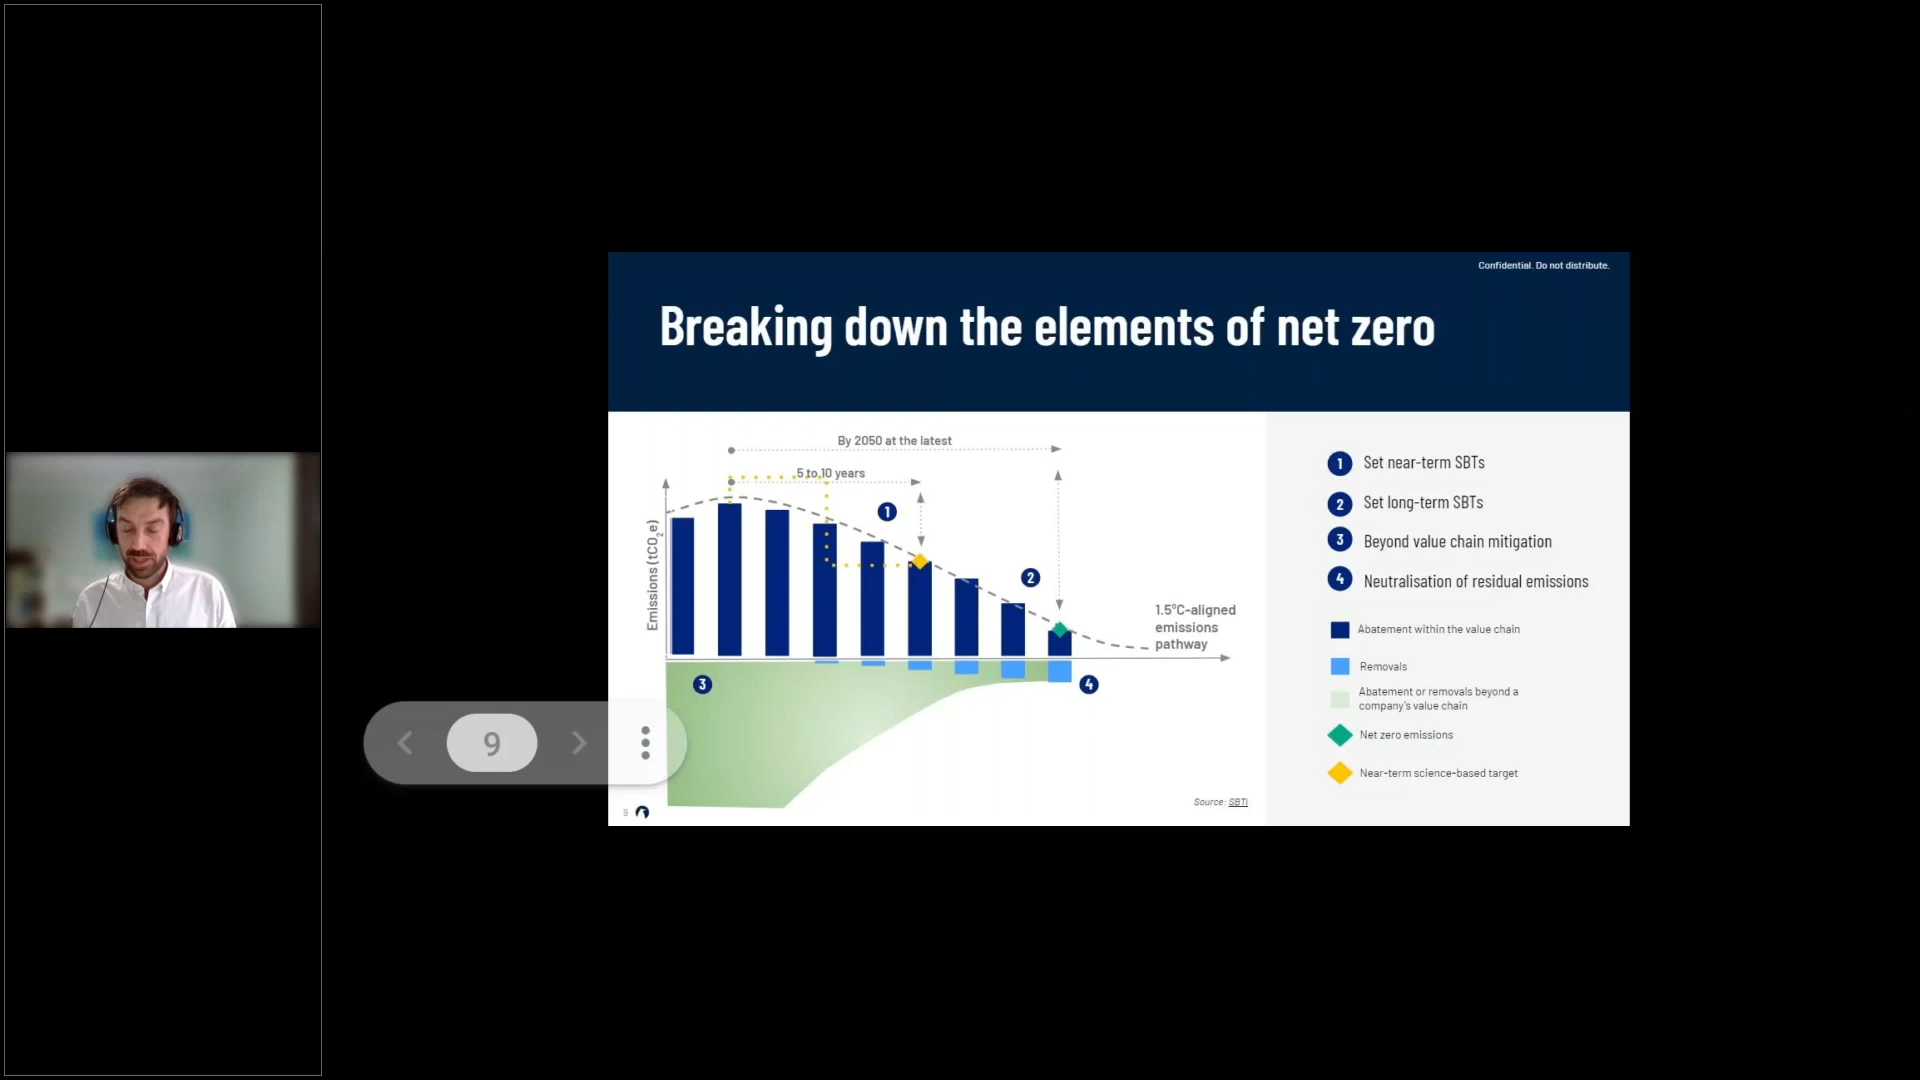 Confidential. Do not distribute.
Breaking down the elements of net zero
By 2050 at the latest
5 to 10 years
Emissions (tCO2e)
1
2
3
4
1.5°C-aligned
emissions
pathway
Source: SBTi
1 Set near-term SBTs
2 Set long-term SBTs
3 Beyond value chain mitigation
4 Neutralisation of residual emissions
Abatement within the value chain
Removals
Abatement or removals beyond a
company's value chain
Net zero emissions
Near-term science-based target
9
9